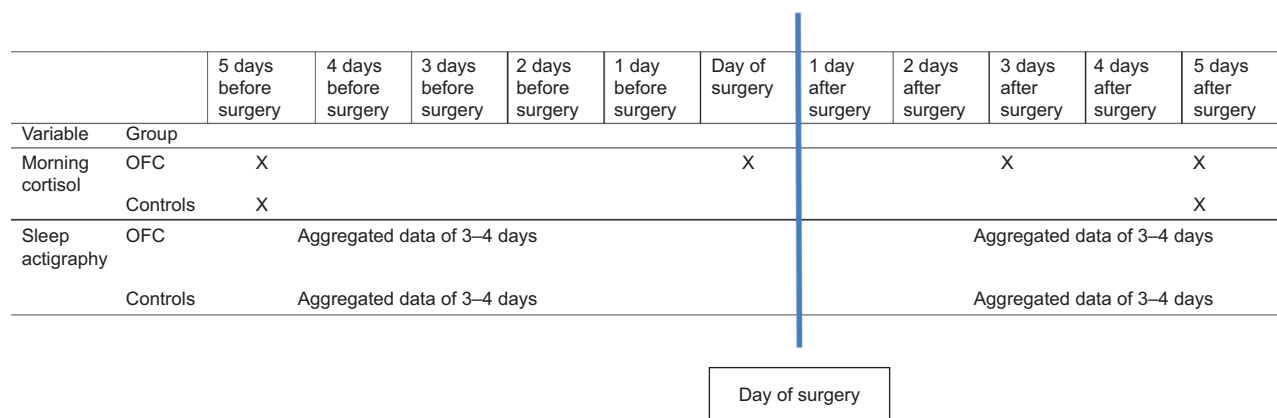 5 days before surgery 4 days before surgery 3 days before surgery 2 days before surgery 1 day before surgery Day of surgery 1 day after surgery 2 days after surgery 3 days after surgery 4 days after surgery 5 days after surgery
Variable Group
Morning cortisol OFC X X X X
Controls X X
Sleep actigraphy OFC Aggregated data of 3–4 days Aggregated data of 3–4 days
Controls Aggregated data of 3–4 days Aggregated data of 3–4 days
Day of surgery